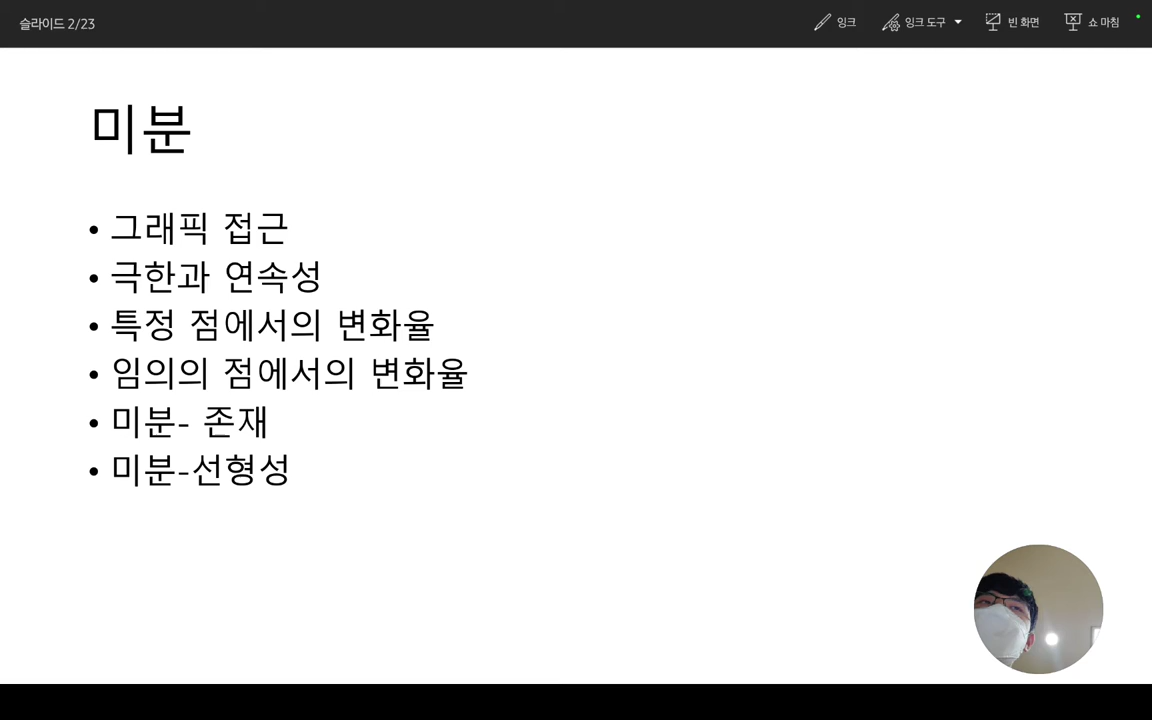 슬라이드 2/23
잉크
잉크 도구
빈 화면
쇼 마침
미분
• 그래픽 접근
• 극한과 연속성
• 특정 점에서의 변화율
• 임의의 점에서의 변화율
• 미분- 존재
• 미분-선형성